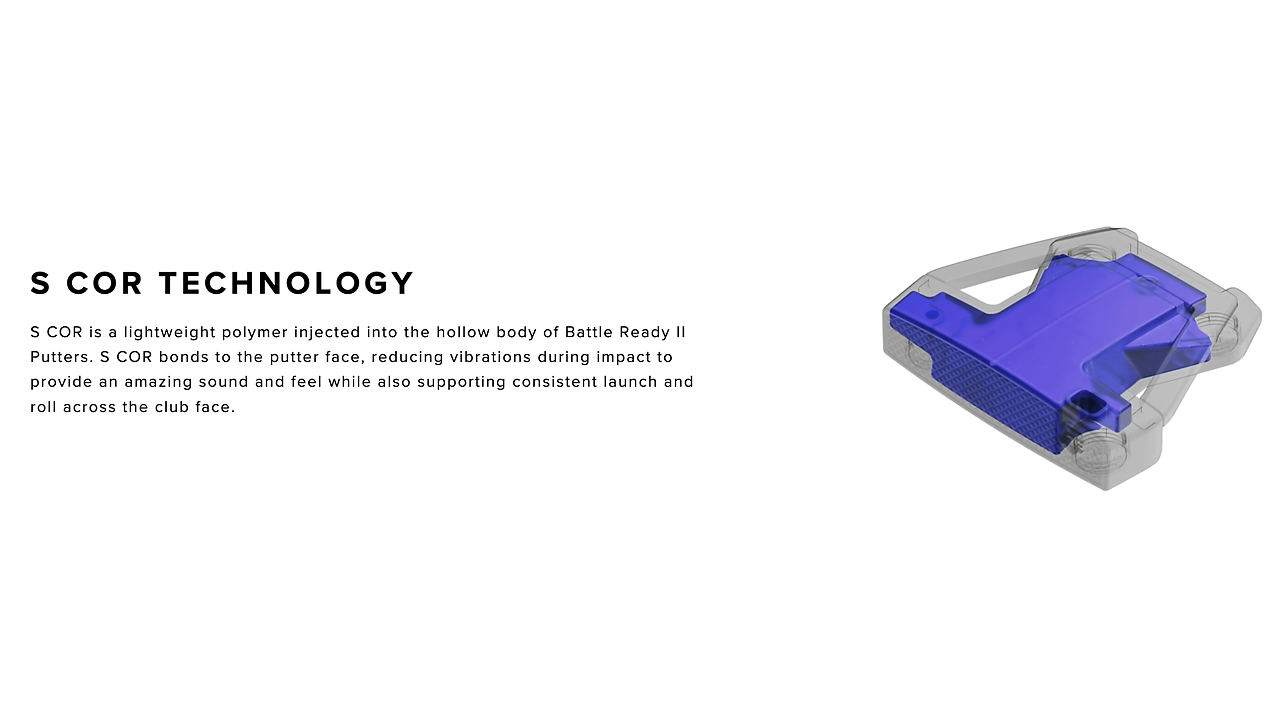 S COR TECHNOLOGY
S COR is a lightweight polymer injected into the hollow body of Battle Ready II
Putters. S COR bonds to the putter face, reducing vibrations during impact to
provide an amazing sound and feel while also supporting consistent launch and
roll across the club face.